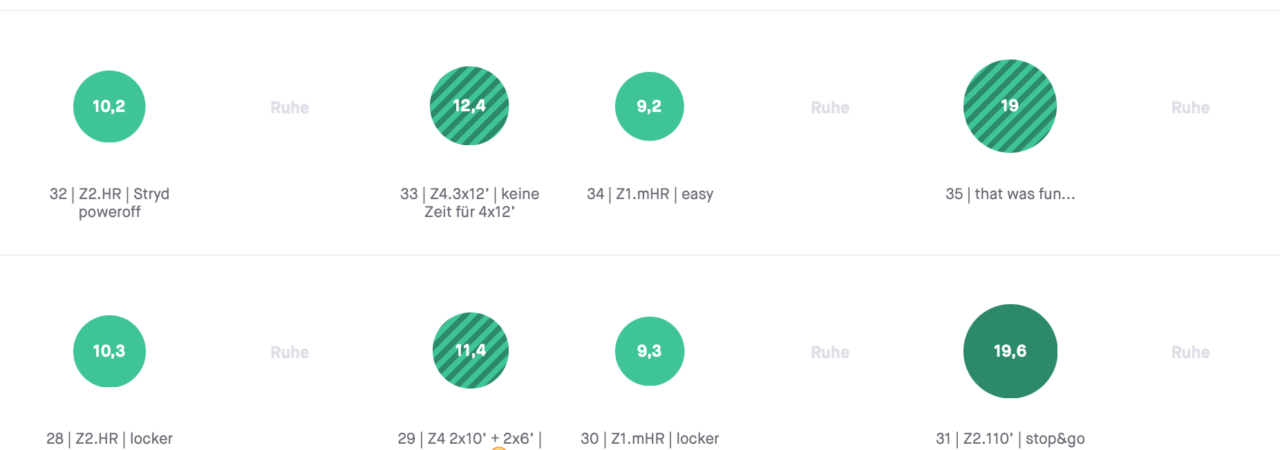 10,2
Ruhe
12,4
9,2
Ruhe
19
Ruhe
32 | Z2.HR | Stryd
poweroff
33 | Z4.3x12' | keine
Zeit für 4x12'
34 | Z1.mHR | easy
35 | that was fun...
10,3
Ruhe
11,4
9,3
Ruhe
19,6
Ruhe
28 | Z2.HR | locker
29 | Z4 2x10' + 2x6' |
30 | Z1.mHR | locker
31 | Z2.110' | stop&go